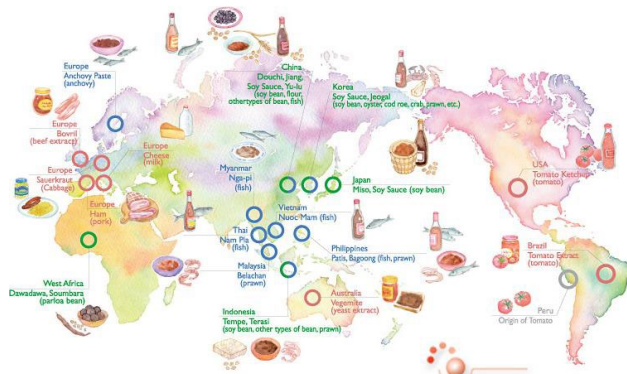 China
Douchi, Jiang,
Soy Sauce, Yu-lu
(soy bean, flour,
othertypes of bean, fish)
Korea
Soy Sauce, Jeogal
(soy bean, oyster, cod roe, crab, prawn, etc.)
Europe
Anchovy Paste
(anchovy)
Europe
Bovril
(beef extract)
Europe
Cheese
(milk)
Europe
Sauerkraut
(Cabbage)
Europe
Ham
(pork)
Myanmar
Nga-pi
(fish)
Japan
Miso, Soy Sauce (soy bean)
USA
Tomato Ketchup
(tomato)
Vietnam
Nuoc Mam (fish)
Thai
Nam Pla
(fish)
Philippines
Patis, Bagoong (fish, prawn)
Malaysia
Belachan
(prawn)
West Africa
Dawadawa, Soumbara
(parloa bean)
Indonesia
Tempe, Terasi
(soy bean, other types of bean, prawn)
Australia
Vegemite
(yeast extract)
Brazil
Tomato Extract
(tomato)
Peru
Origin of Tomato